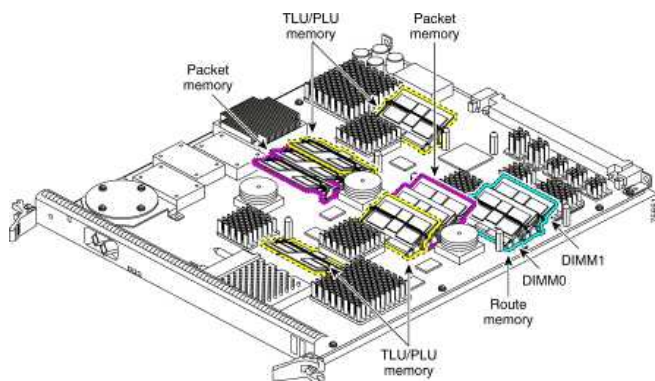 TLU/PLU
memory
Packet
memory
Packet
memory
DIMM1
DIMM0
Route
memory
TLU/PLU
memory